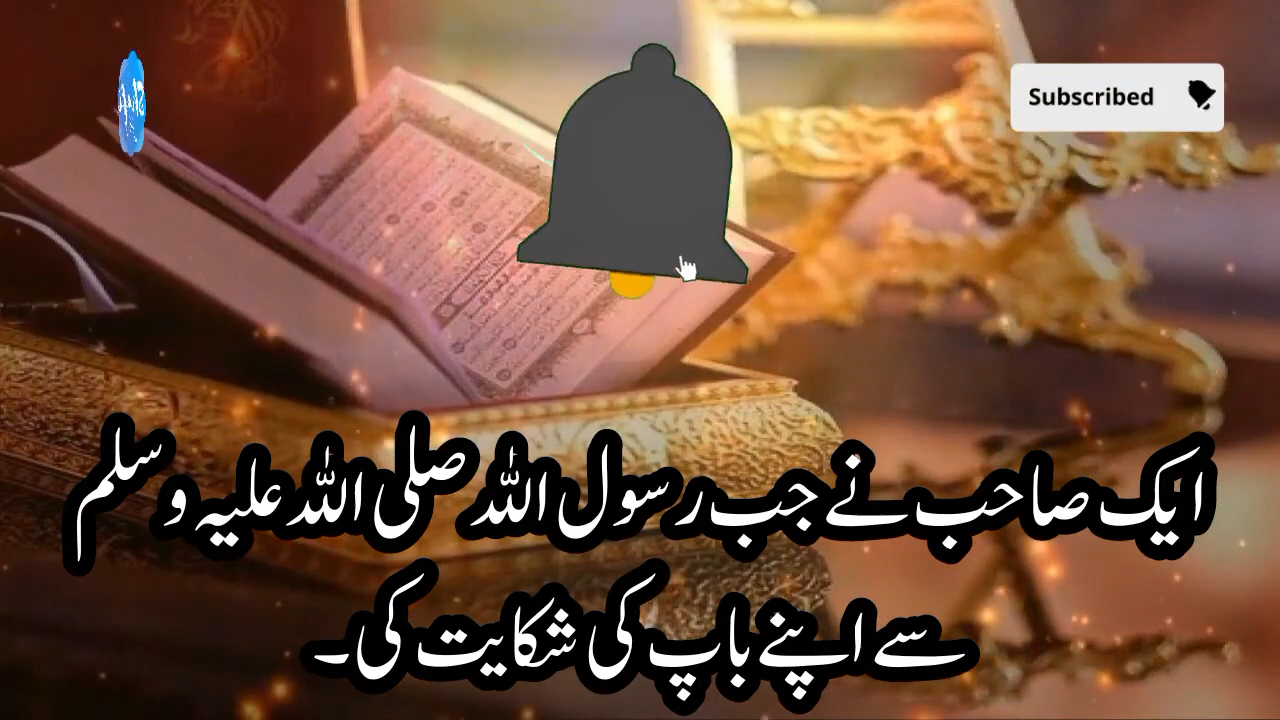 Subscribed
ایک صاحب نے جب رسول اللہ صلی اللہ علیہ وسلم
سے اپنے باپ کی شکایت کی۔